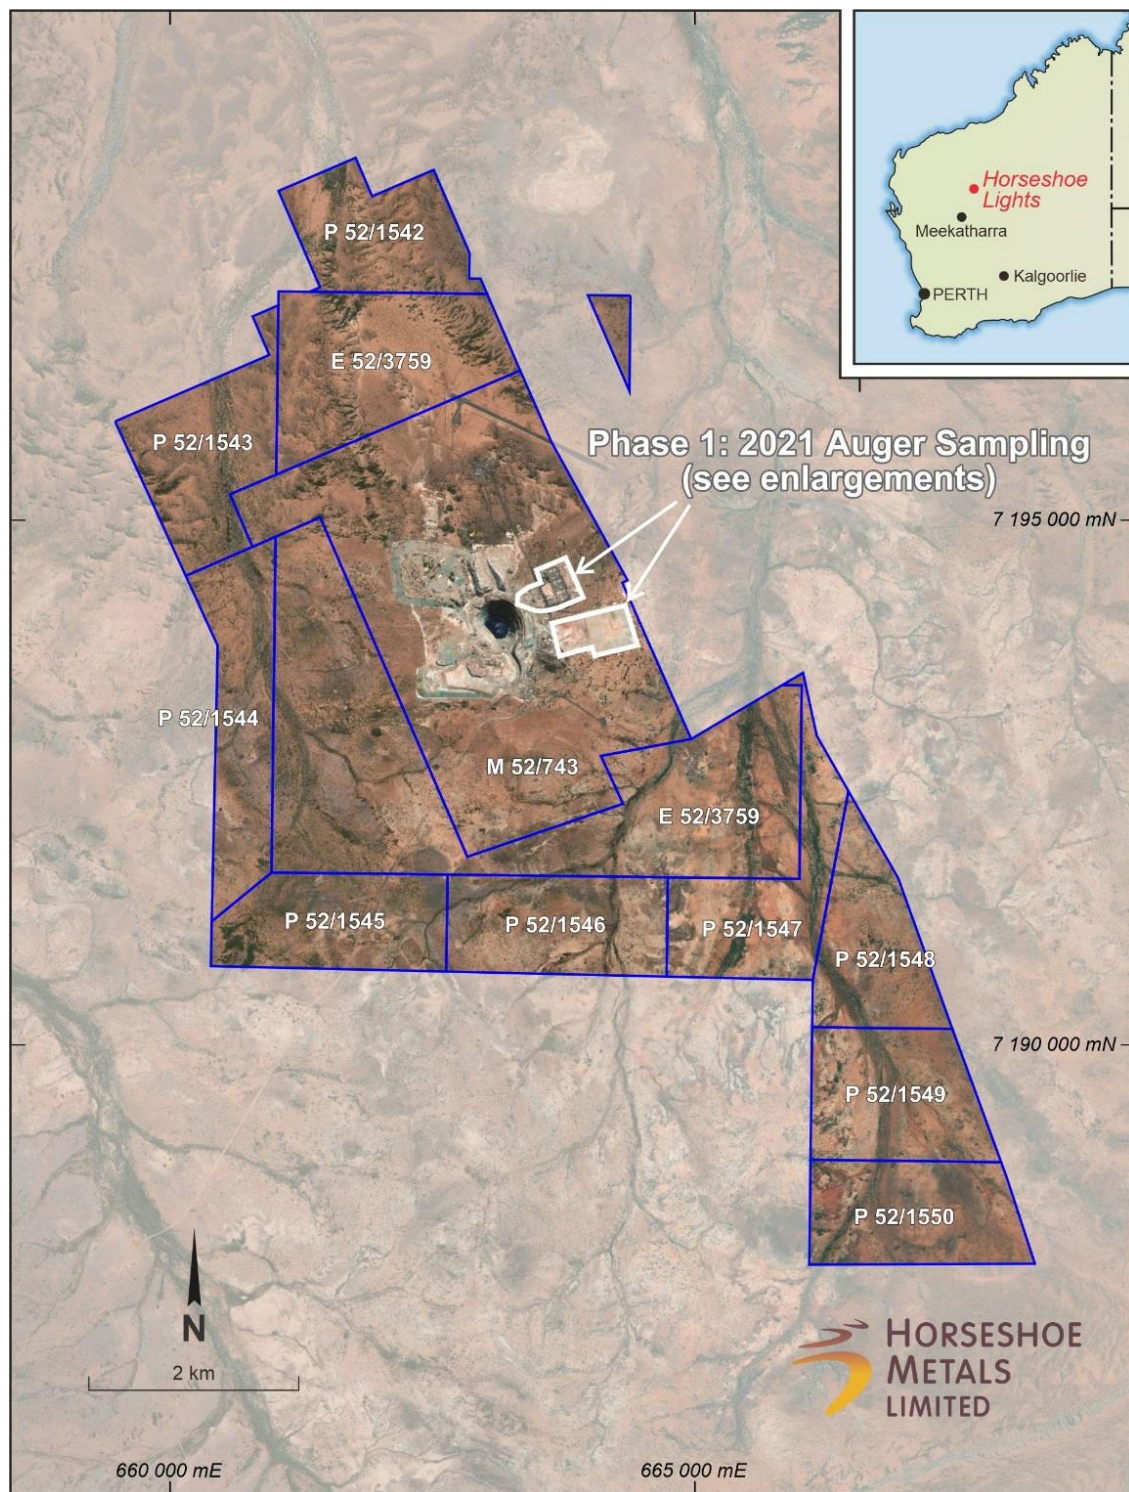 Horseshoe
Lights
Meekatharra
Kalgoorlie
PERTH
P 52/1542
E 52/3759
P 52/1543
Phase 1: 2021 Auger Sampling
(see enlargements)
7 195 000 mN
P 52/1544
M 52/743
E 52/3759
P 52/1545
P 52/1546
P 52/1547
P 52/1548
7 190 000 mN
P 52/1549
P 52/1550
N
2 km
HORSESHOE
METALS
LIMITED
660 000 mE
665 000 mE